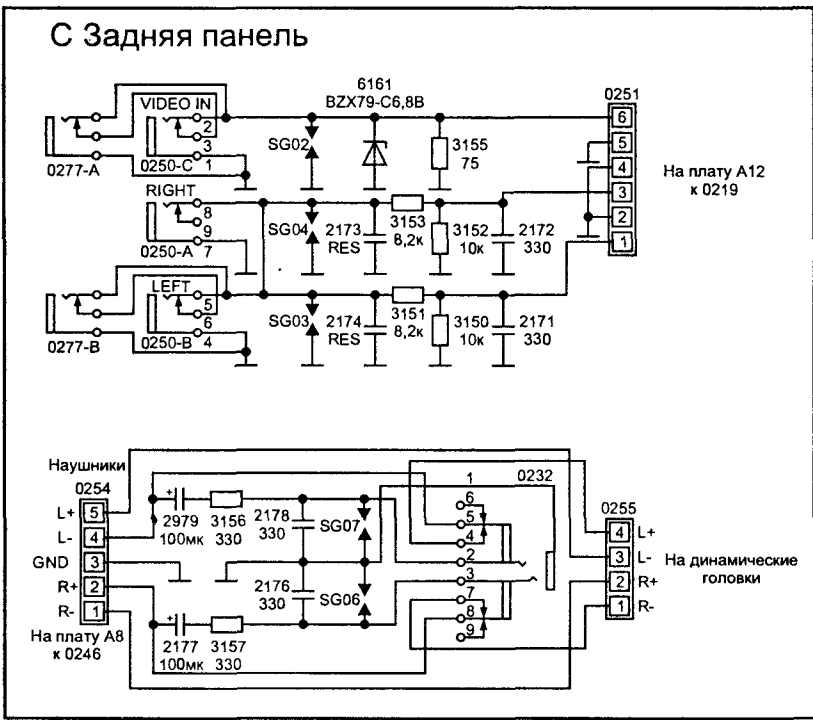 С Задняя панель
6161
BZX79-C6,8B
0251
VIDEO IN
2
3
1
0277-A
0250-C
SG02
3155
75
6
5
4
3
2
1
На плату А12
к 0219
RIGHT
8
9
7
0250-A
SG04
2173
RES
3153
8,2к
3152
10к
2172
330
LEFT
5
6
4
0277-B
0250-B
SG03
2174
RES
3151
8,2к
3150
10к
2171
330
Наушники
0254
L+
5
L-
4
GND
3
R+
2
R-
1
На плату А8
к 0246
2979
100мк
3156
330
2178
330
SG07
2176
330
SG06
2177
100мк
3157
330
1
0232
6
5
4
2
3
7
8
9
0255
4
L+
3
L-
2
R+
1
R-
На динамические
головки